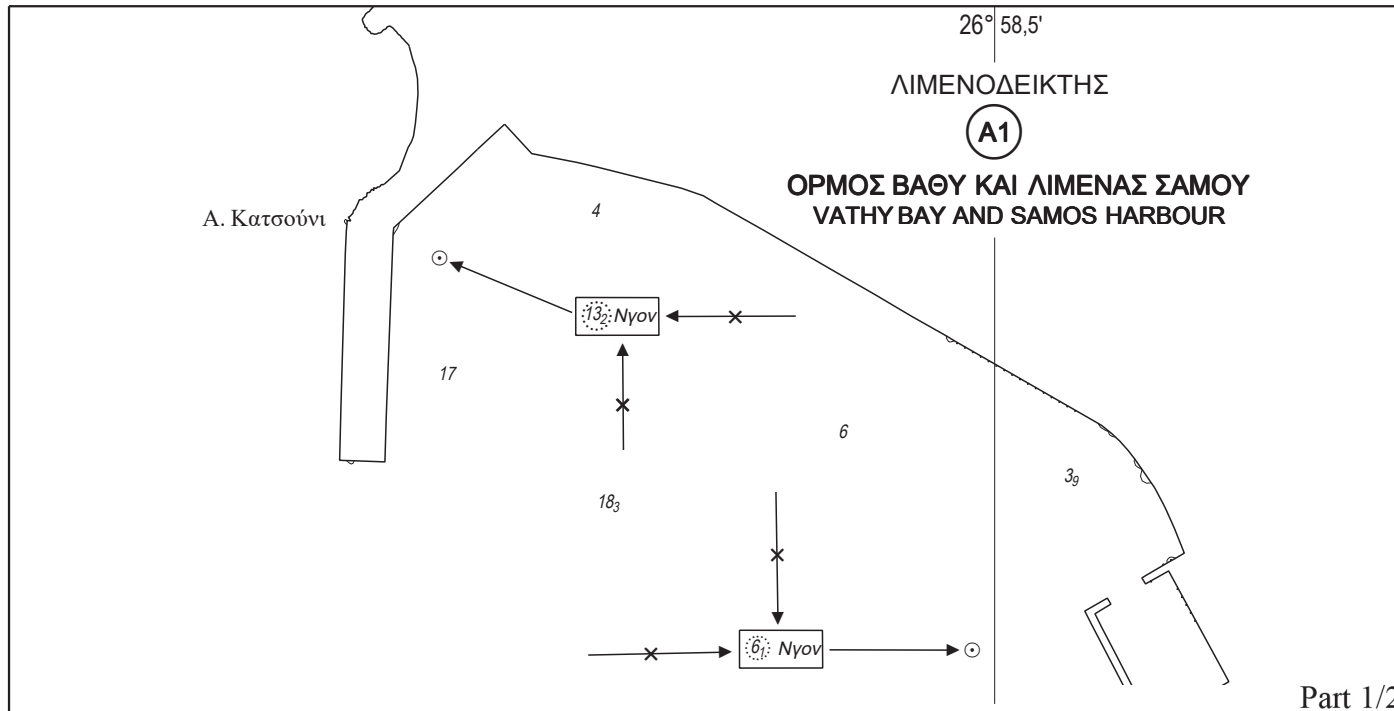 26° 58,5'
ΛΙΜΕΝΟΔΕΙΚΤΗΣ
A1
ΟΡΜΟΣ ΒΑΘΥ ΚΑΙ ΛΙΜΕΝΑΣ ΣΑΜΟΥ
VATHY BAY AND SAMOS HARBOUR
Α. Κατσούνι
4
13₂ Νγον
17
6
3₉
18₃
6₁ Νγον
Part 1/2